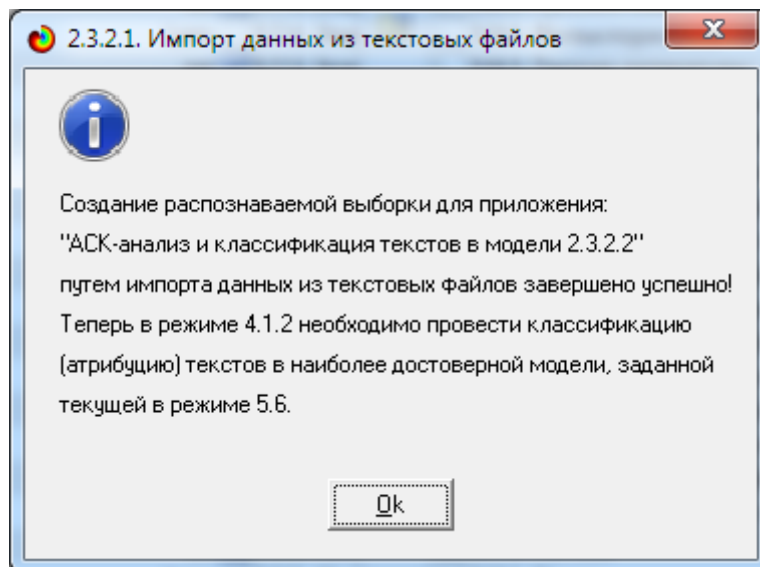 2.3.2.1. Импорт данных из текстовых файлов
Создание распознаваемой выборки для приложения:
"АСК-анализ и классификация текстов в модели 2.3.2.2"
путем импорта данных из текстовых файлов завершено успешно!
Теперь в режиме 4.1.2 необходимо провести классификацию
(атрибуцию) текстов в наиболее достоверной модели, заданной
текущей в режиме 5.6.
Ok